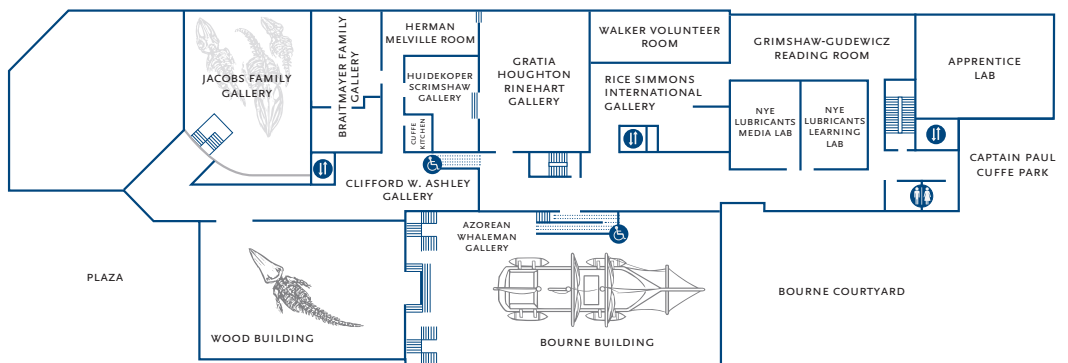 JACOBS FAMILY
GALLERY
BRAITMAYER FAMILY
GALLERY
HERMAN
MELVILLE ROOM
HUIDEKOPER
SCRIMSHAW
GALLERY
CUFFE
KITCHEN
GRATIA
HOUGHTON
RINEHART
GALLERY
WALKER VOLUNTEER
ROOM
RICE SIMMONS
INTERNATIONAL
GALLERY
GRIMSHAW-GUDEWICZ
READING ROOM
NYE
LUBRICANTS
MEDIA LAB
NYE
LUBRICANTS
LEARNING
LAB
APPRENTICE
LAB
CAPTAIN PAUL
CUFFE PARK
CLIFFORD W. ASHLEY
GALLERY
AZOREAN
WHALEMAN
GALLERY
PLAZA
WOOD BUILDING
BOURNE BUILDING
BOURNE COURTYARD